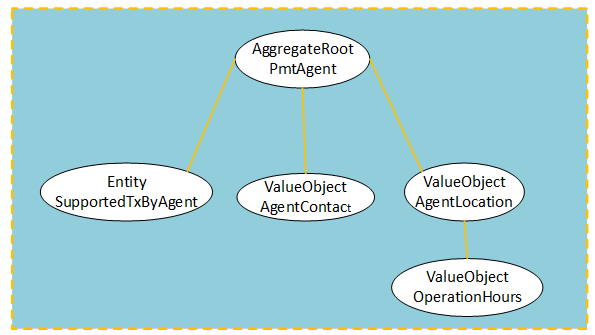 AggregateRoot
PmtAgent
Entity
SupportedTxByAgent
ValueObject
AgentContact
ValueObject
AgentLocation
ValueObject
OperationHours